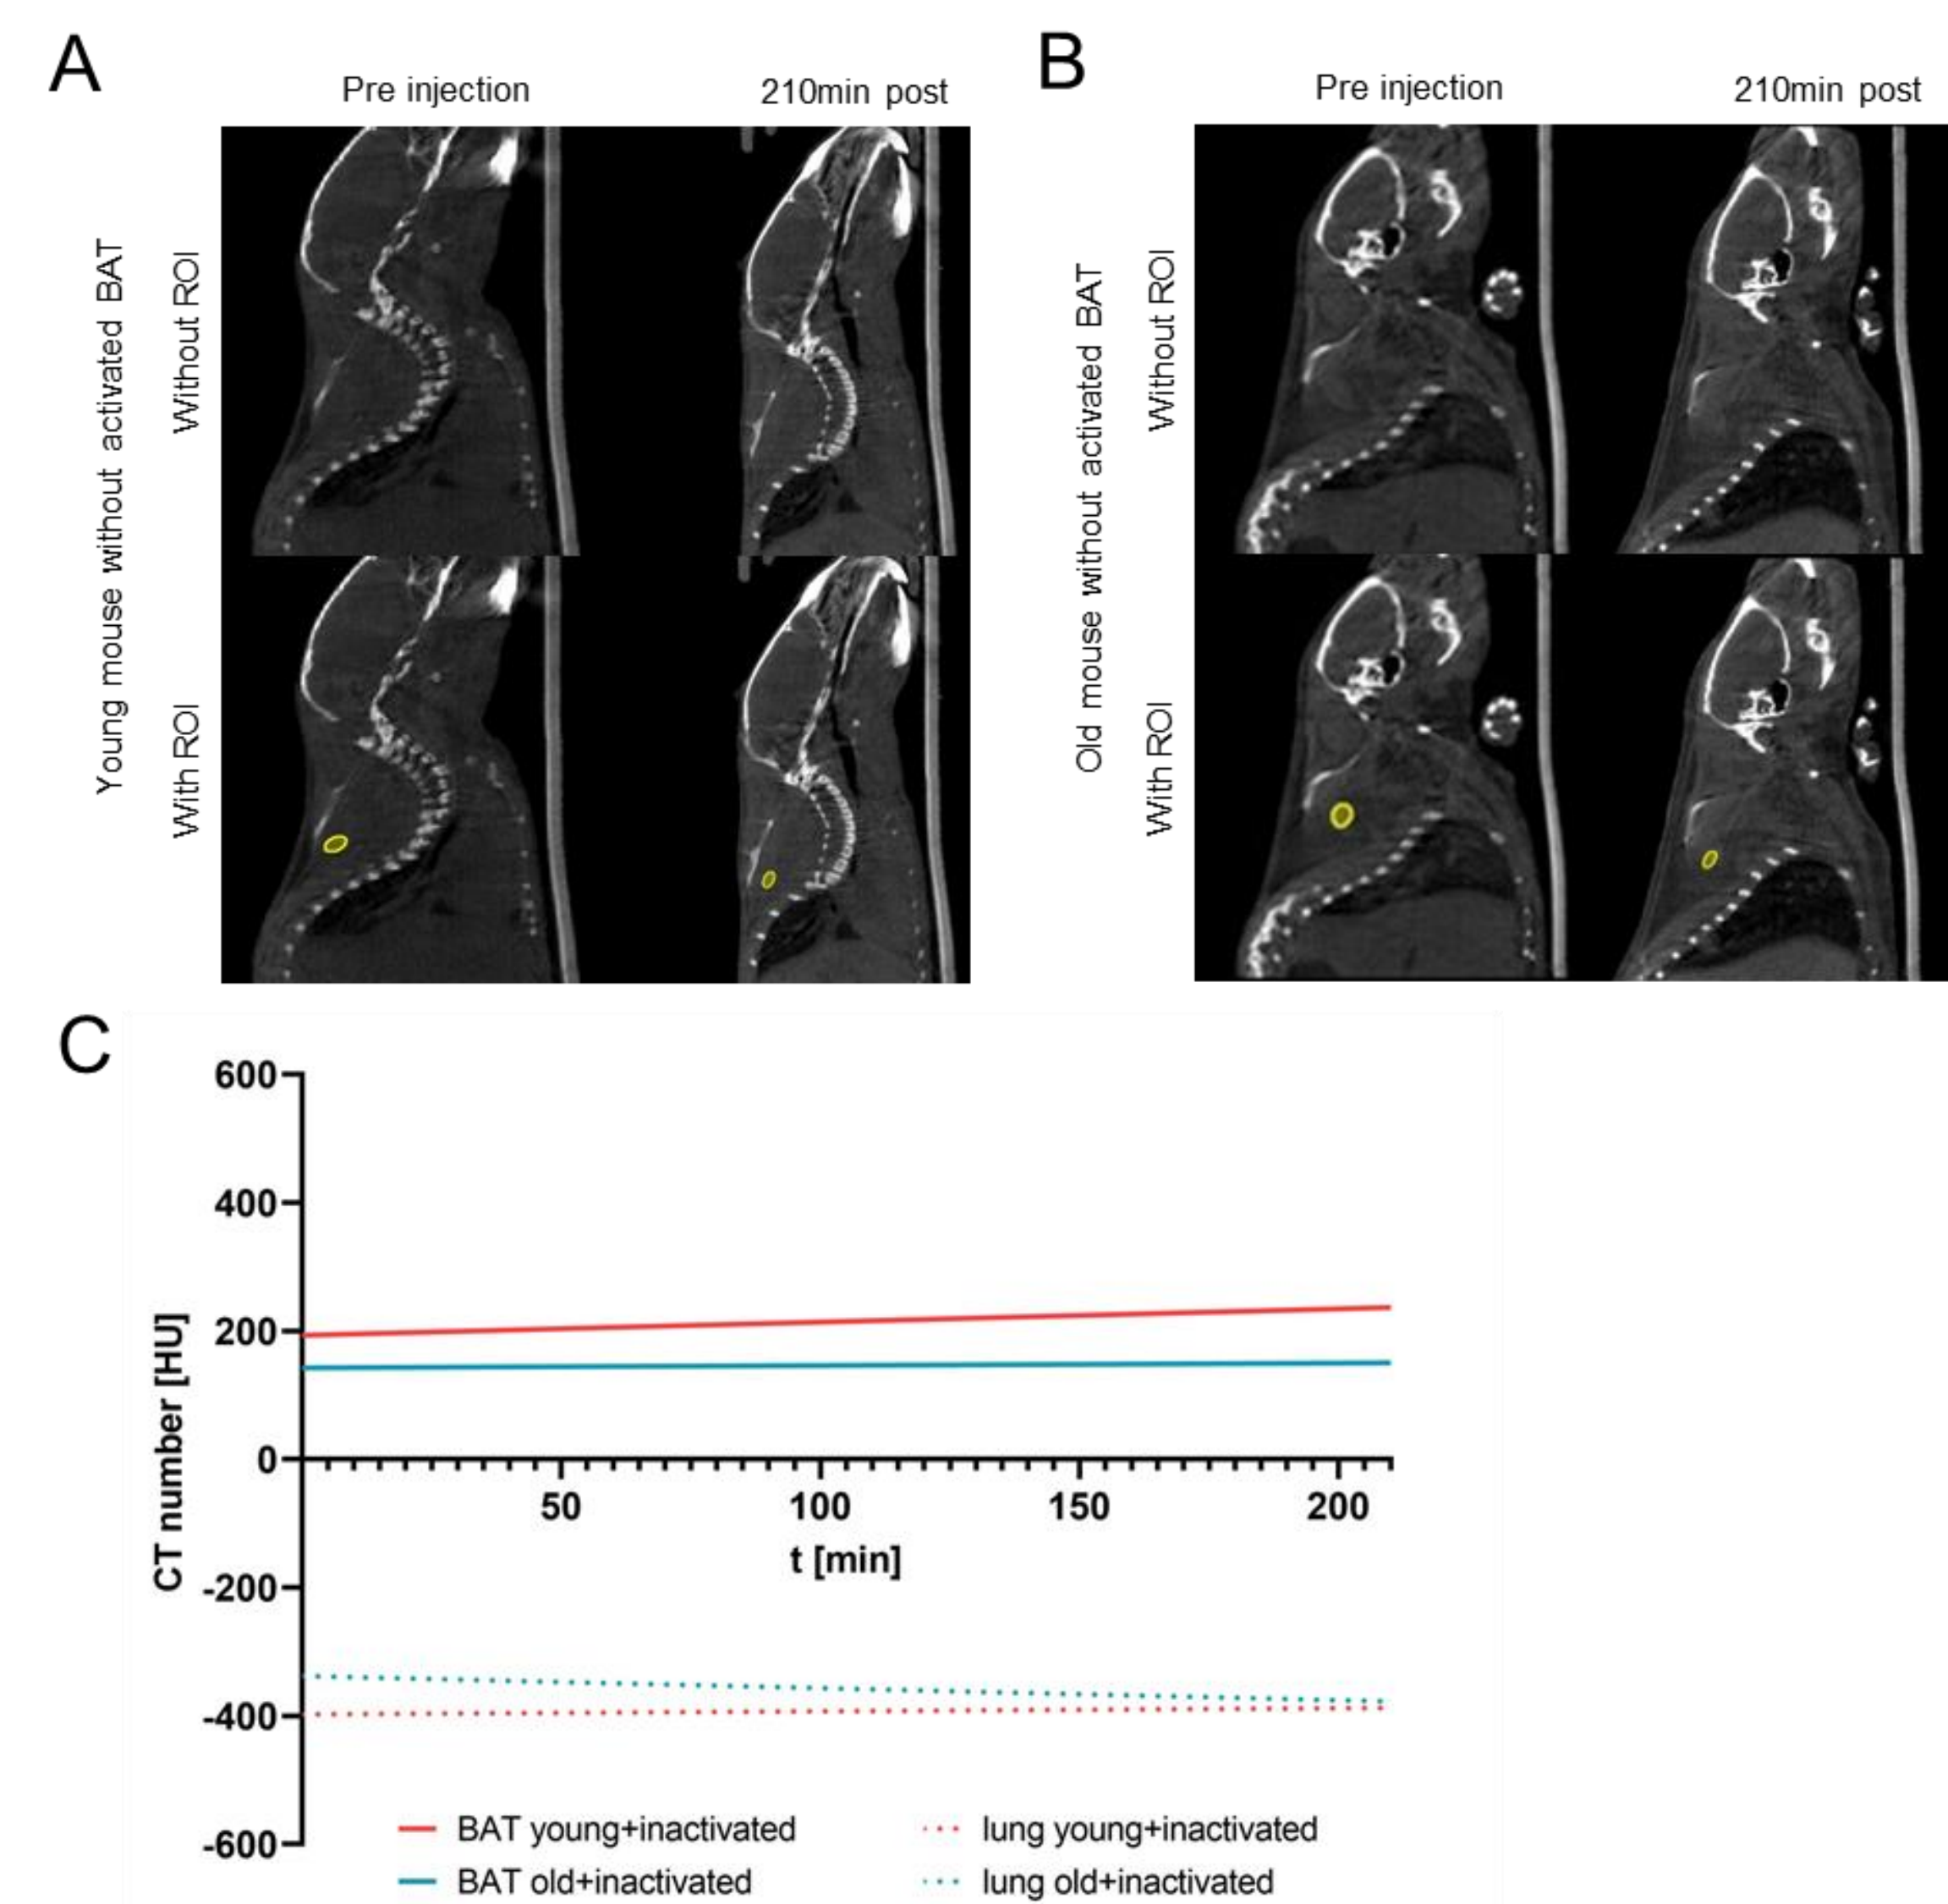 A
B
Pre injection
210min post
Pre injection
210min post
Young mouse without activated BAT
Without ROI
With ROI
Old mouse without activated BAT
Without ROI
With ROI
C
CT number [HU]
600
400
200
0
-200
-400
-600
50 100 150 200
t [min]
BAT young+inactivated
lung young+inactivated
BAT old+inactivated
lung old+inactivated